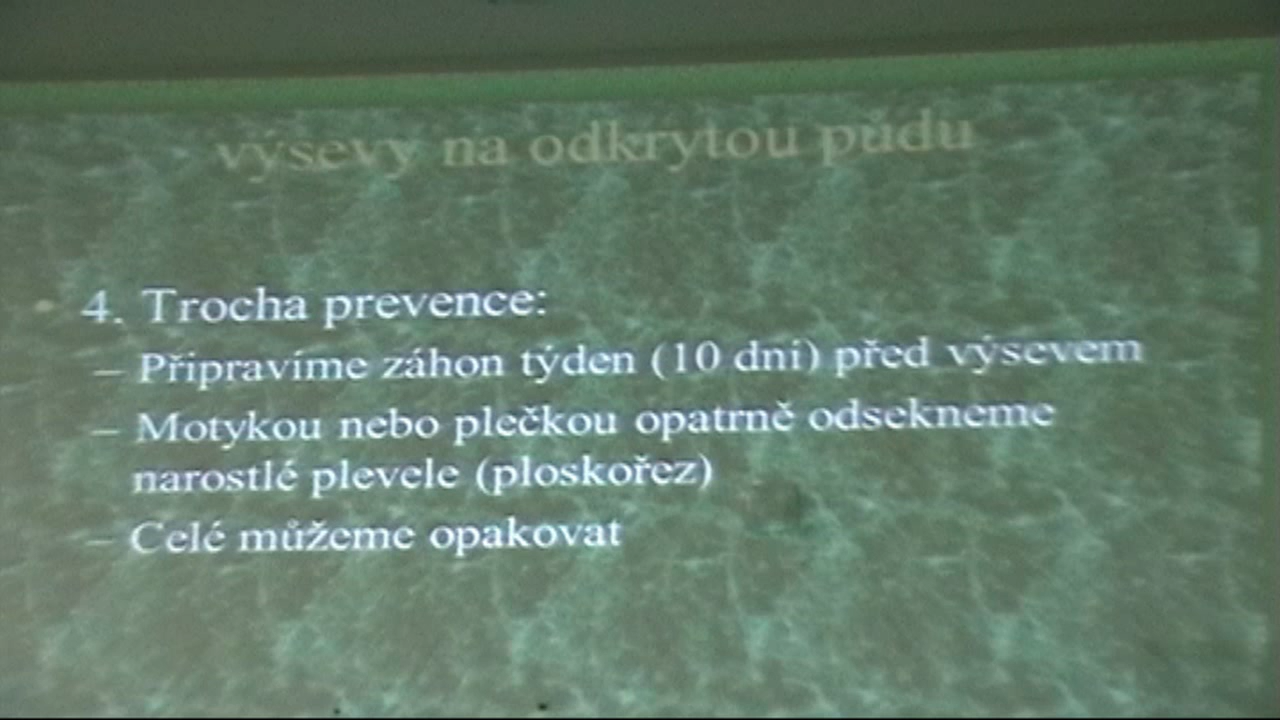 výsevy na odkrytou půdu
4. Trocha prevence:
– Připravíme záhon týden (10 dní) před výsevem
– Motykou nebo plečkou opatrně odsekneme
narostlé plevele (ploskořez)
– Celé můžeme opakovat